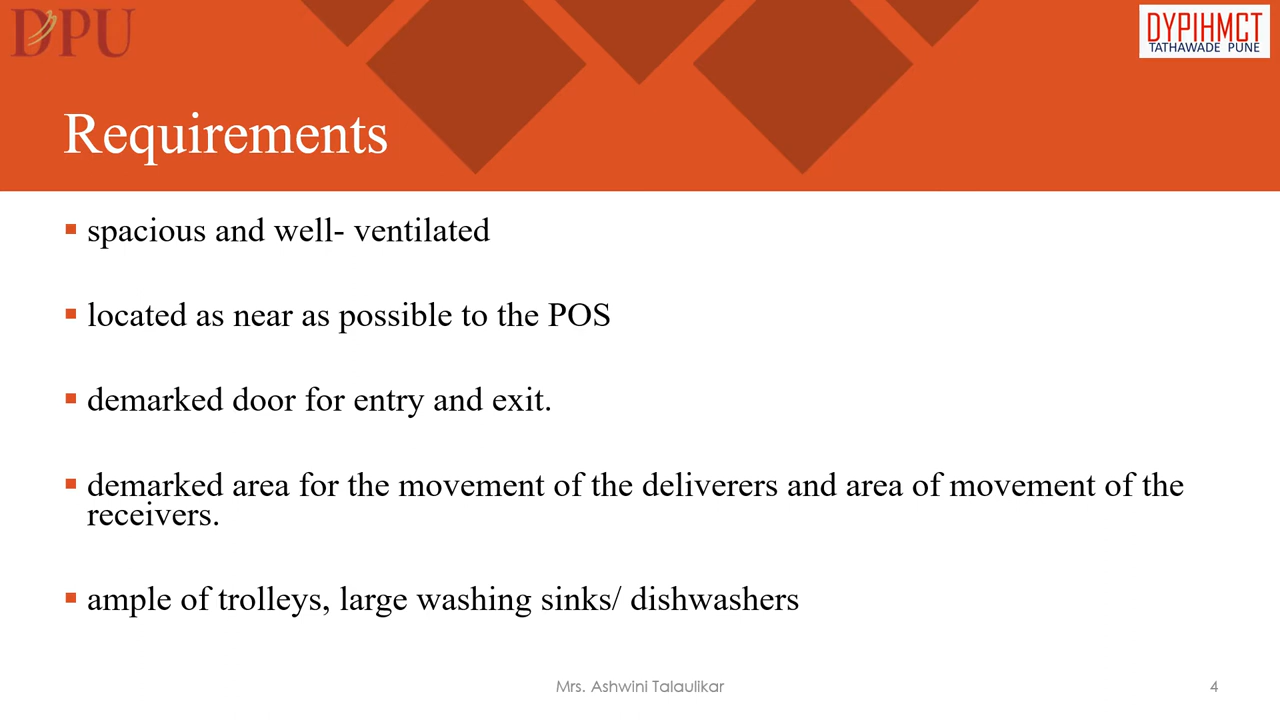 DPU
DYPIHMCT
TATHAWADE PUNE
Requirements
spacious and well- ventilated
located as near as possible to the POS
demarked door for entry and exit.
demarked area for the movement of the deliverers and area of movement of the
receivers.
ample of trolleys, large washing sinks/ dishwashers
Mrs. Ashwini Talaulikar
4